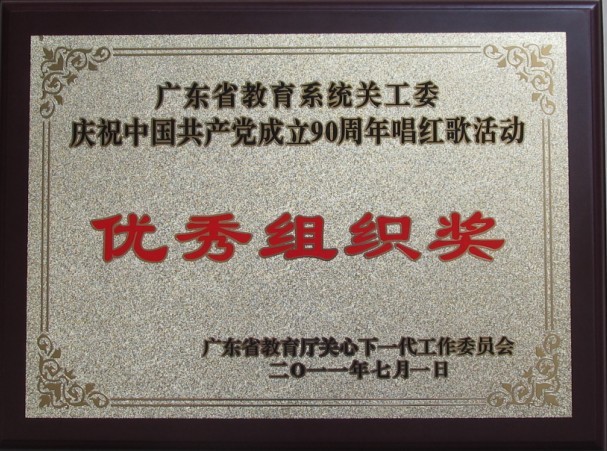 广东省教育系统关工委
庆祝中国共产党成立90周年唱红歌活动
优秀组织奖
广东省教育厅关心下一代工作委员会
二〇一一年七月一日